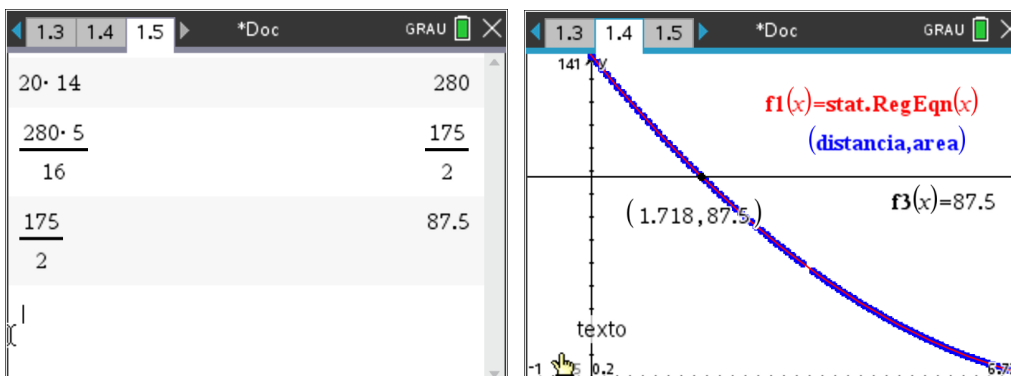 1.3 1.4 1.5 *Doc GRAU
20· 14 280
280· 5
16
175
2
175
2
87.5
1.3 1.4 1.5 *Doc GRAU
141 y
f1(x)=stat.RegEqn(x)
(distancia,area)
f3(x)=87.5
(1.718,87.5)
texto
-1 0.2